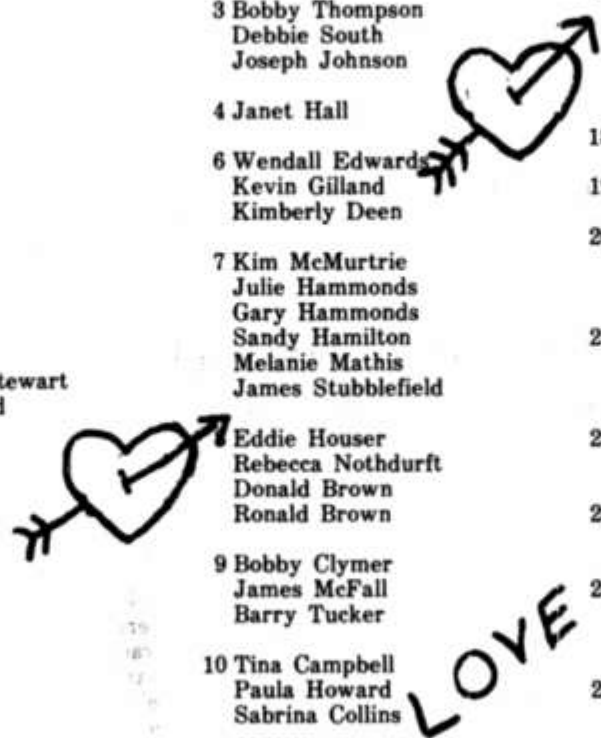 3 Bobby Thompson
Debbie South
Joseph Johnson
4 Janet Hall
6 Wendall Edwards
Kevin Gilland
Kimberly Deen
7 Kim McMurtrie
Julie Hammonds
Gary Hammonds
Sandy Hamilton
Melanie Mathis
James Stubblefield
Eddie Houser
Rebecca Nothdurft
Donald Brown
Ronald Brown
9 Bobby Clymer
James McFall
Barry Tucker
10 Tina Campbell
Paula Howard
Sabrina Collins
LOVE